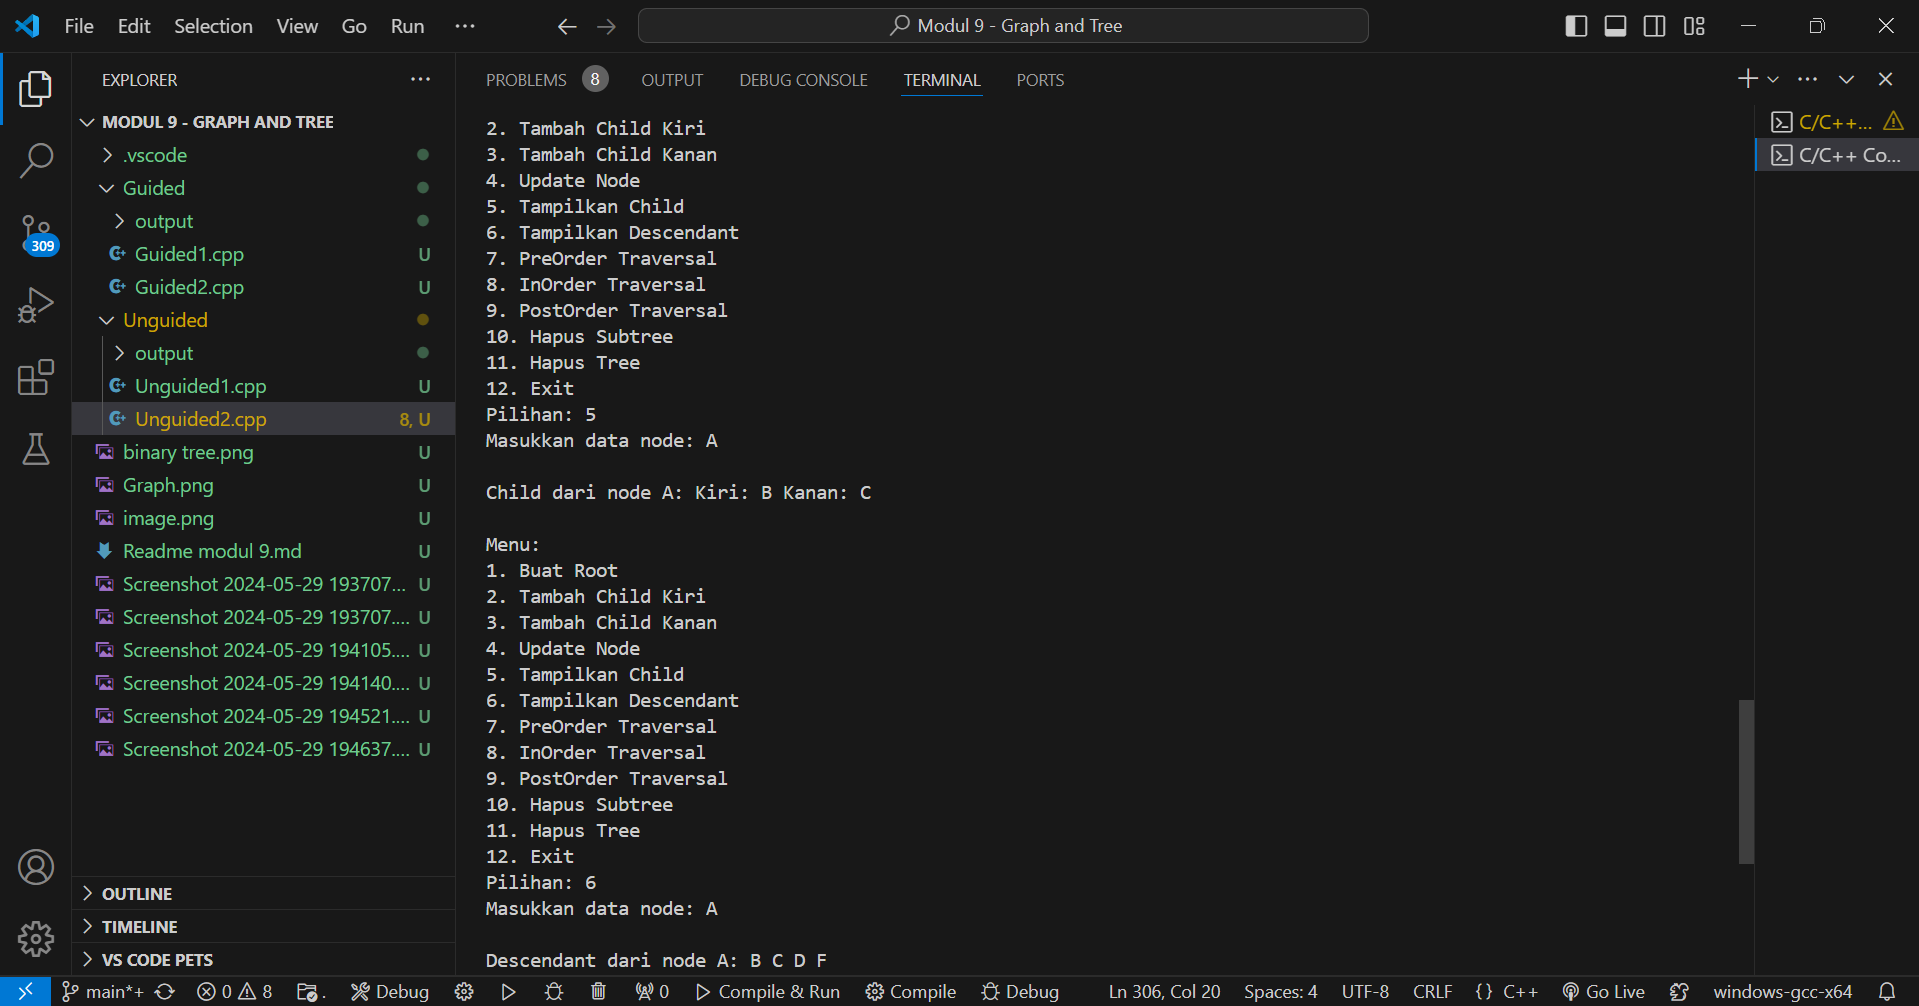 File Edit Selection View Go Run ···
Modul 9 - Graph and Tree
EXPLORER
MODUL 9 - GRAPH AND TREE
.vscode
Guided
output
Guided1.cpp U
Guided2.cpp U
Unguided
output
Unguided1.cpp U
Unguided2.cpp 8, U
binary tree.png U
Graph.png U
image.png U
Readme modul 9.md U
Screenshot 2024-05-29 193707... U
Screenshot 2024-05-29 193707.... U
Screenshot 2024-05-29 194105.... U
Screenshot 2024-05-29 194140.... U
Screenshot 2024-05-29 194521.... U
Screenshot 2024-05-29 194637.... U
OUTLINE
TIMELINE
VS CODE PETS
309
PROBLEMS 8 OUTPUT DEBUG CONSOLE TERMINAL PORTS
2. Tambah Child Kiri
3. Tambah Child Kanan
4. Update Node
5. Tampilkan Child
6. Tampilkan Descendant
7. PreOrder Traversal
8. InOrder Traversal
9. PostOrder Traversal
10. Hapus Subtree
11. Hapus Tree
12. Exit
Pilihan: 5
Masukkan data node: A
Child dari node A: Kiri: B Kanan: C
Menu:
1. Buat Root
2. Tambah Child Kiri
3. Tambah Child Kanan
4. Update Node
5. Tampilkan Child
6. Tampilkan Descendant
7. PreOrder Traversal
8. InOrder Traversal
9. PostOrder Traversal
10. Hapus Subtree
11. Hapus Tree
12. Exit
Pilihan: 6
Masukkan data node: A
Descendant dari node A: B C D F
C/C++...
C/C++ Co...
main*+ 0 8 . Debug 0 Compile & Run Compile Debug Ln 306, Col 20 Spaces: 4 UTF-8 CRLF {} C++ Go Live windows-gcc-x64